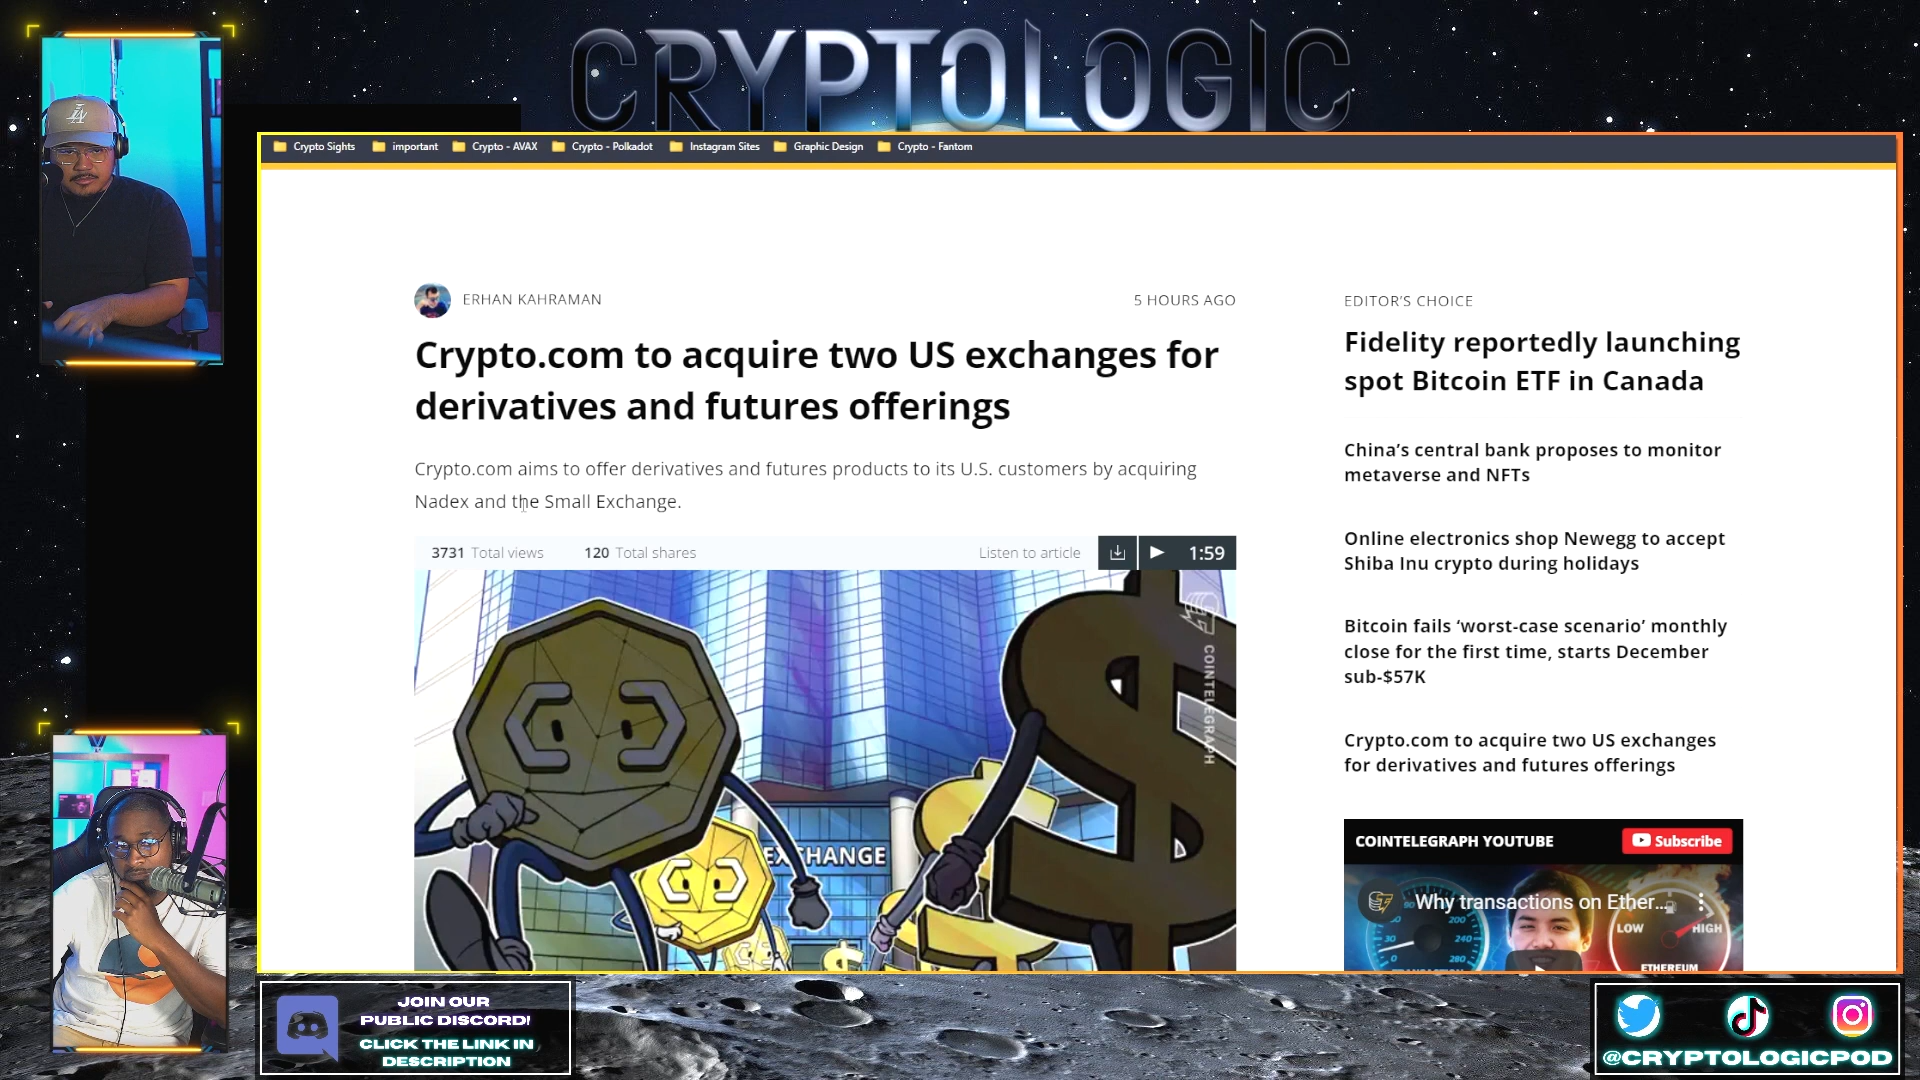 CRYPTOLOGIC
Crypto Sights
important
Crypto - AVAX
Crypto - Polkadot
Instagram Sites
Graphic Design
Crypto - Fantom
ERHAN KAHRAMAN
5 HOURS AGO
Crypto.com to acquire two US exchanges for
derivatives and futures offerings
Crypto.com aims to offer derivatives and futures products to its U.S. customers by acquiring
Nadex and the Small Exchange.
3731 Total views
120 Total shares
Listen to article
1:59
COINTELEGRAPH
EXCHANGE
EDITOR'S CHOICE
Fidelity reportedly launching
spot Bitcoin ETF in Canada
China’s central bank proposes to monitor
metaverse and NFTs
Online electronics shop Newegg to accept
Shiba Inu crypto during holidays
Bitcoin fails ‘worst-case scenario’ monthly
close for the first time, starts December
sub-$57K
Crypto.com to acquire two US exchanges
for derivatives and futures offerings
COINTELEGRAPH YOUTUBE
Subscribe
Why transactions on Ether...
200
30
240
0
280
LOW
HIGH
ETHEREUM
JOIN OUR
PUBLIC DISCORD!
CLICK THE LINK IN
DESCRIPTION
@CRYPTOLOGICPOD